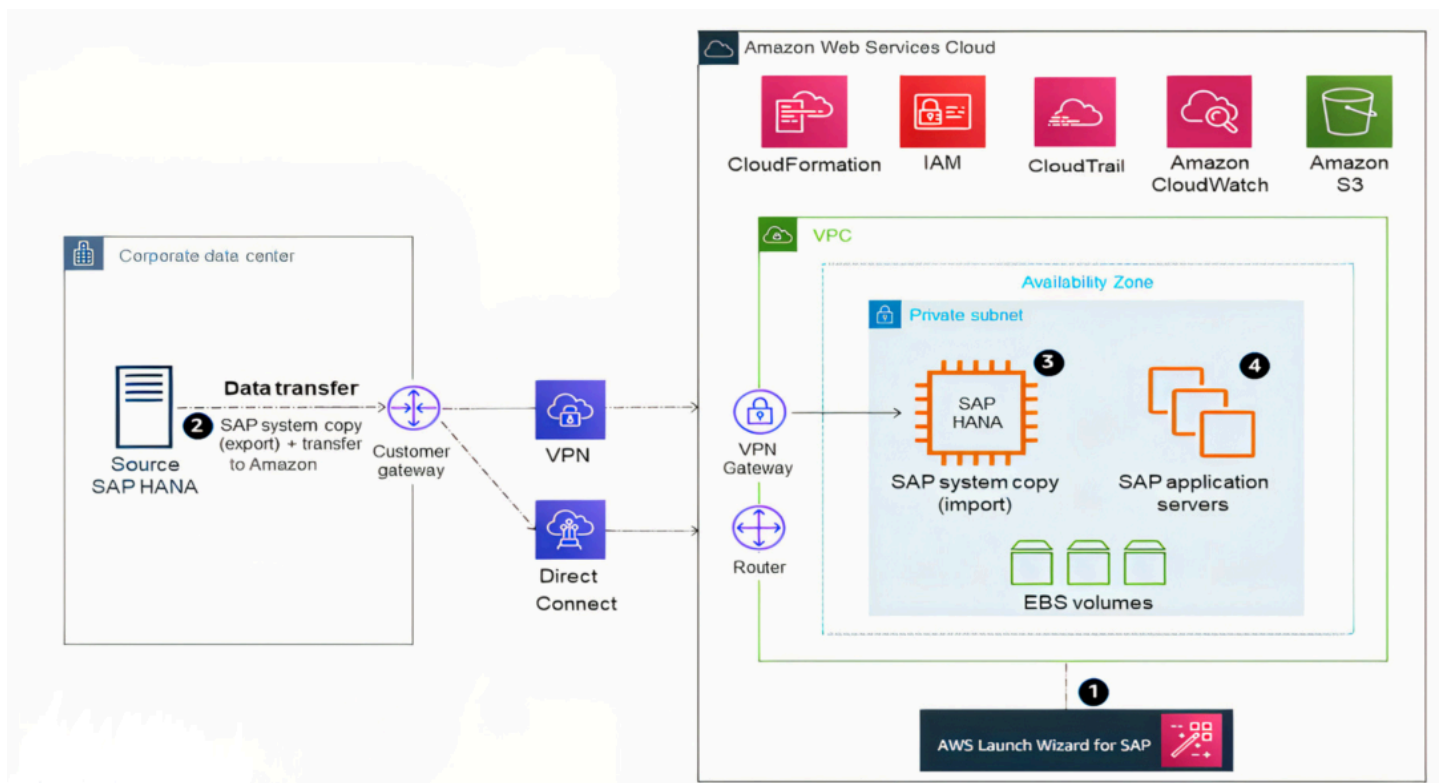 Amazon Web Services Cloud
CloudFormation
IAM
CloudTrail
Amazon
CloudWatch
Amazon
S3
Corporate data center
Data transfer
2
SAP system copy
(export) + transfer
to Amazon
Source
SAP HANA
Customer
gateway
VPN
Direct
Connect
VPC
Availability Zone
Private subnet
VPN
Gateway
Router
3
SAP
HANA
SAP system copy
(import)
4
SAP application
servers
EBS volumes
1
AWS Launch Wizard for SAP